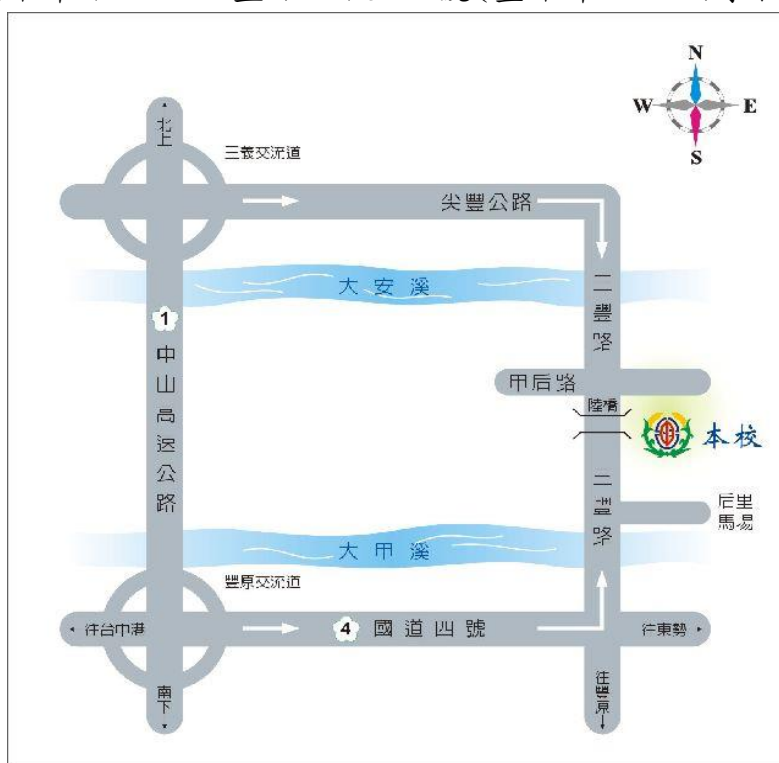 N
W
E
S
北上
三義交流道
尖豐公路
大安溪
三豐路
1
中山高速公路
甲后路
陸橋
本校
三豐路
后里
馬場
大甲溪
豐原交流道
往台中港
4
國道四號
往東勢
南下
往豐原